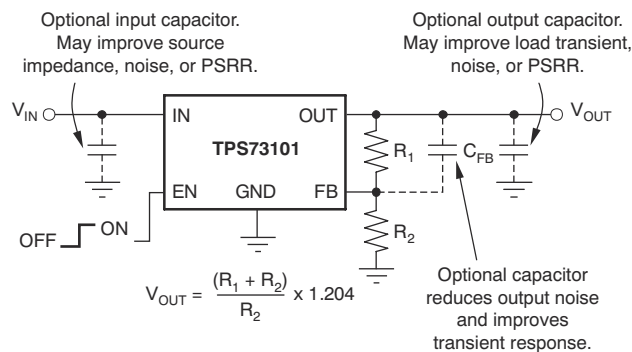 Optional input capacitor.
May improve source
impedance, noise, or PSRR.
Optional output capacitor.
May improve load transient,
noise, or PSRR.
VIN
IN
OUT
VOUT
TPS73101
R1
CFB
EN
GND
FB
OFF
ON
R2
VOUT = (R1 + R2) / R2 x 1.204
Optional capacitor
reduces output noise
and improves
transient response.